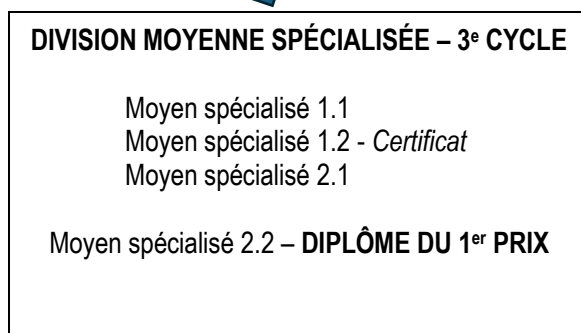 DIVISION MOYENNE SPÉCIALISÉE – 3e CYCLE
Moyen spécialisé 1.1
Moyen spécialisé 1.2 - Certificat
Moyen spécialisé 2.1
Moyen spécialisé 2.2 – DIPLÔME DU 1er PRIX